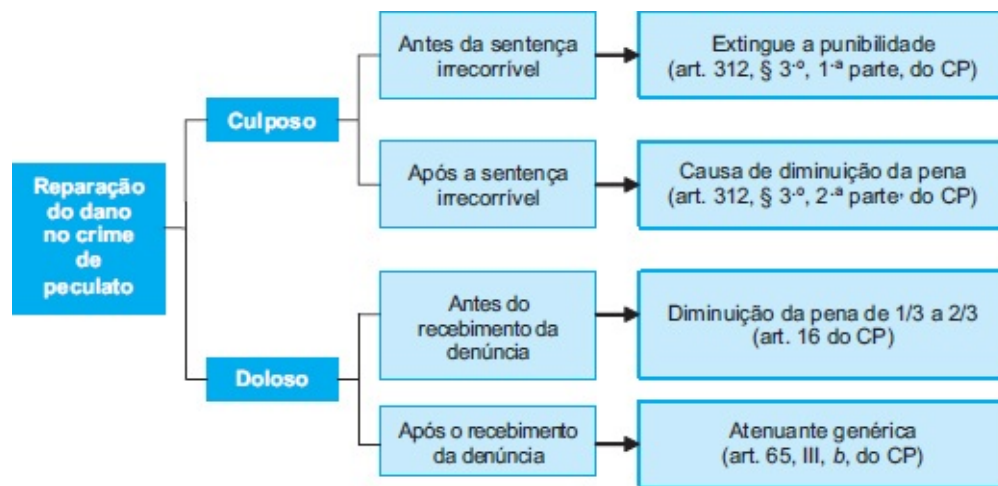 Reparação
do dano
no crime
de
peculato
Culposo
Antes da sentença
irrecorrível
Extingue a punibilidade
(art. 312, § 3·º, 1·ª parte, do CP)
Após a sentença
irrecorrível
Causa de diminuição da pena
(art. 312, § 3·º, 2·ª parte, do CP)
Doloso
Antes do
recebimento da
denúncia
Diminuição da pena de 1/3 a 2/3
(art. 16 do CP)
Após o recebimento
da denúncia
Atenuante genérica
(art. 65, III, b, do CP)